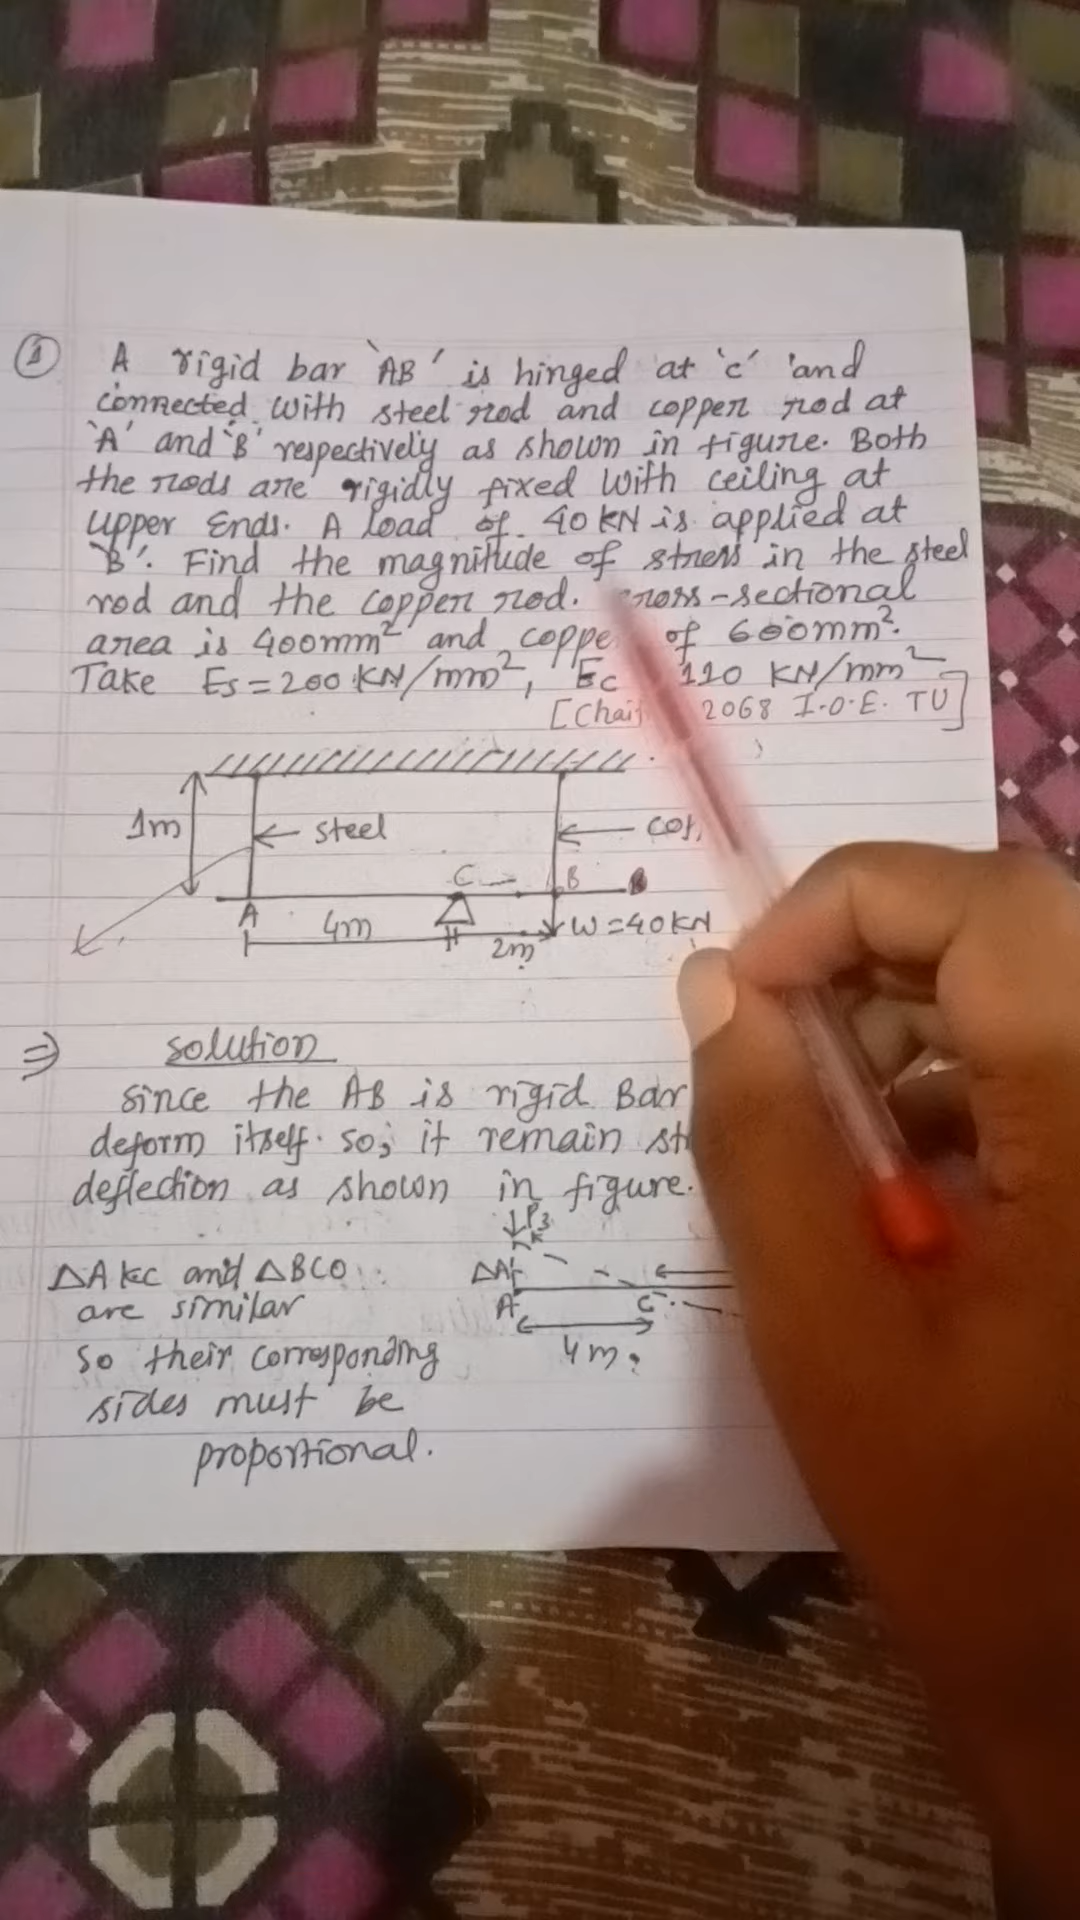 1
A rigid bar `AB' is hinged at 'c' 'and
connected with steel rod and copper rod at
`A' and `B' respectively as shown in figure. Both
the rods are rigidly fixed with ceiling at
upper Ends. A load of 40 KN is applied at
`B'. Find the magnitude of stress in the steel
rod and the copper rod. -sectional
area is 400mm² and of 600mm².
Take Es = 200 KN/mm², Ec 110 KN/mm²
2068 I.O.E. TU]
1m
steel
C
B
A
4m
W = 40KN
2m
⇒ solution
since the AB is rigid Bar
deform itself. so, it remain
deflection as shown in figure.
P3
ΔAKC and ΔBCO
ΔA
are similar
A
C
so their corresponding
4m.
sides must be
proportional.